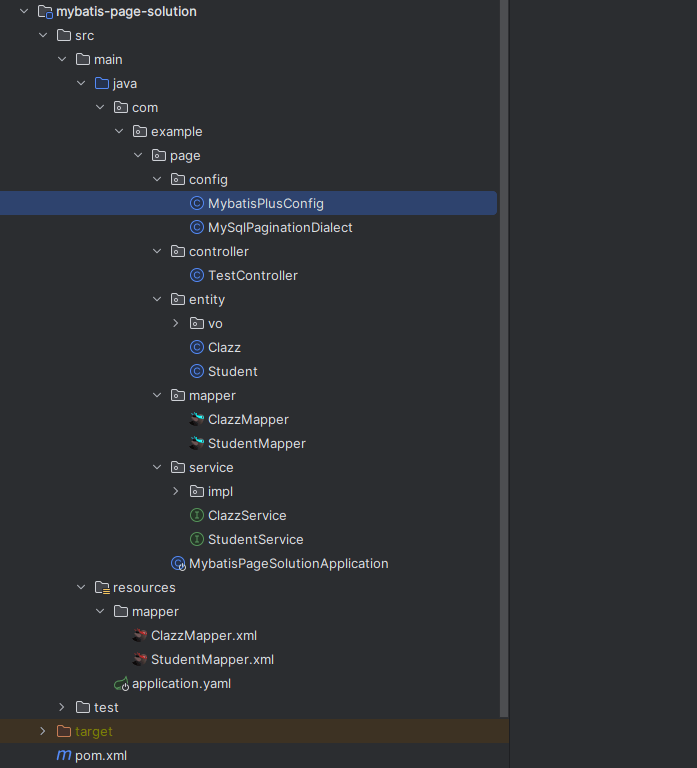 mybatis-page-solution
src
main
java
com
example
page
config
MybatisPlusConfig
MySqlPaginationDialect
controller
TestController
entity
vo
Clazz
Student
mapper
ClazzMapper
StudentMapper
service
impl
ClazzService
StudentService
MybatisPageSolutionApplication
resources
mapper
ClazzMapper.xml
StudentMapper.xml
application.yaml
test
target
pom.xml